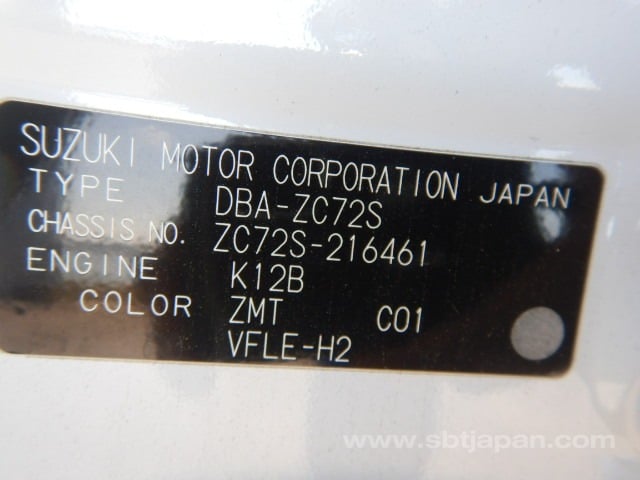 SUZUKI MOTOR CORPORATION JAPAN
TYPE DBA-ZC72S
CHASSIS NO. ZC72S-216461
ENGINE K12B
COLOR ZMT C01
VFLE-H2
www.sbtjapan.com